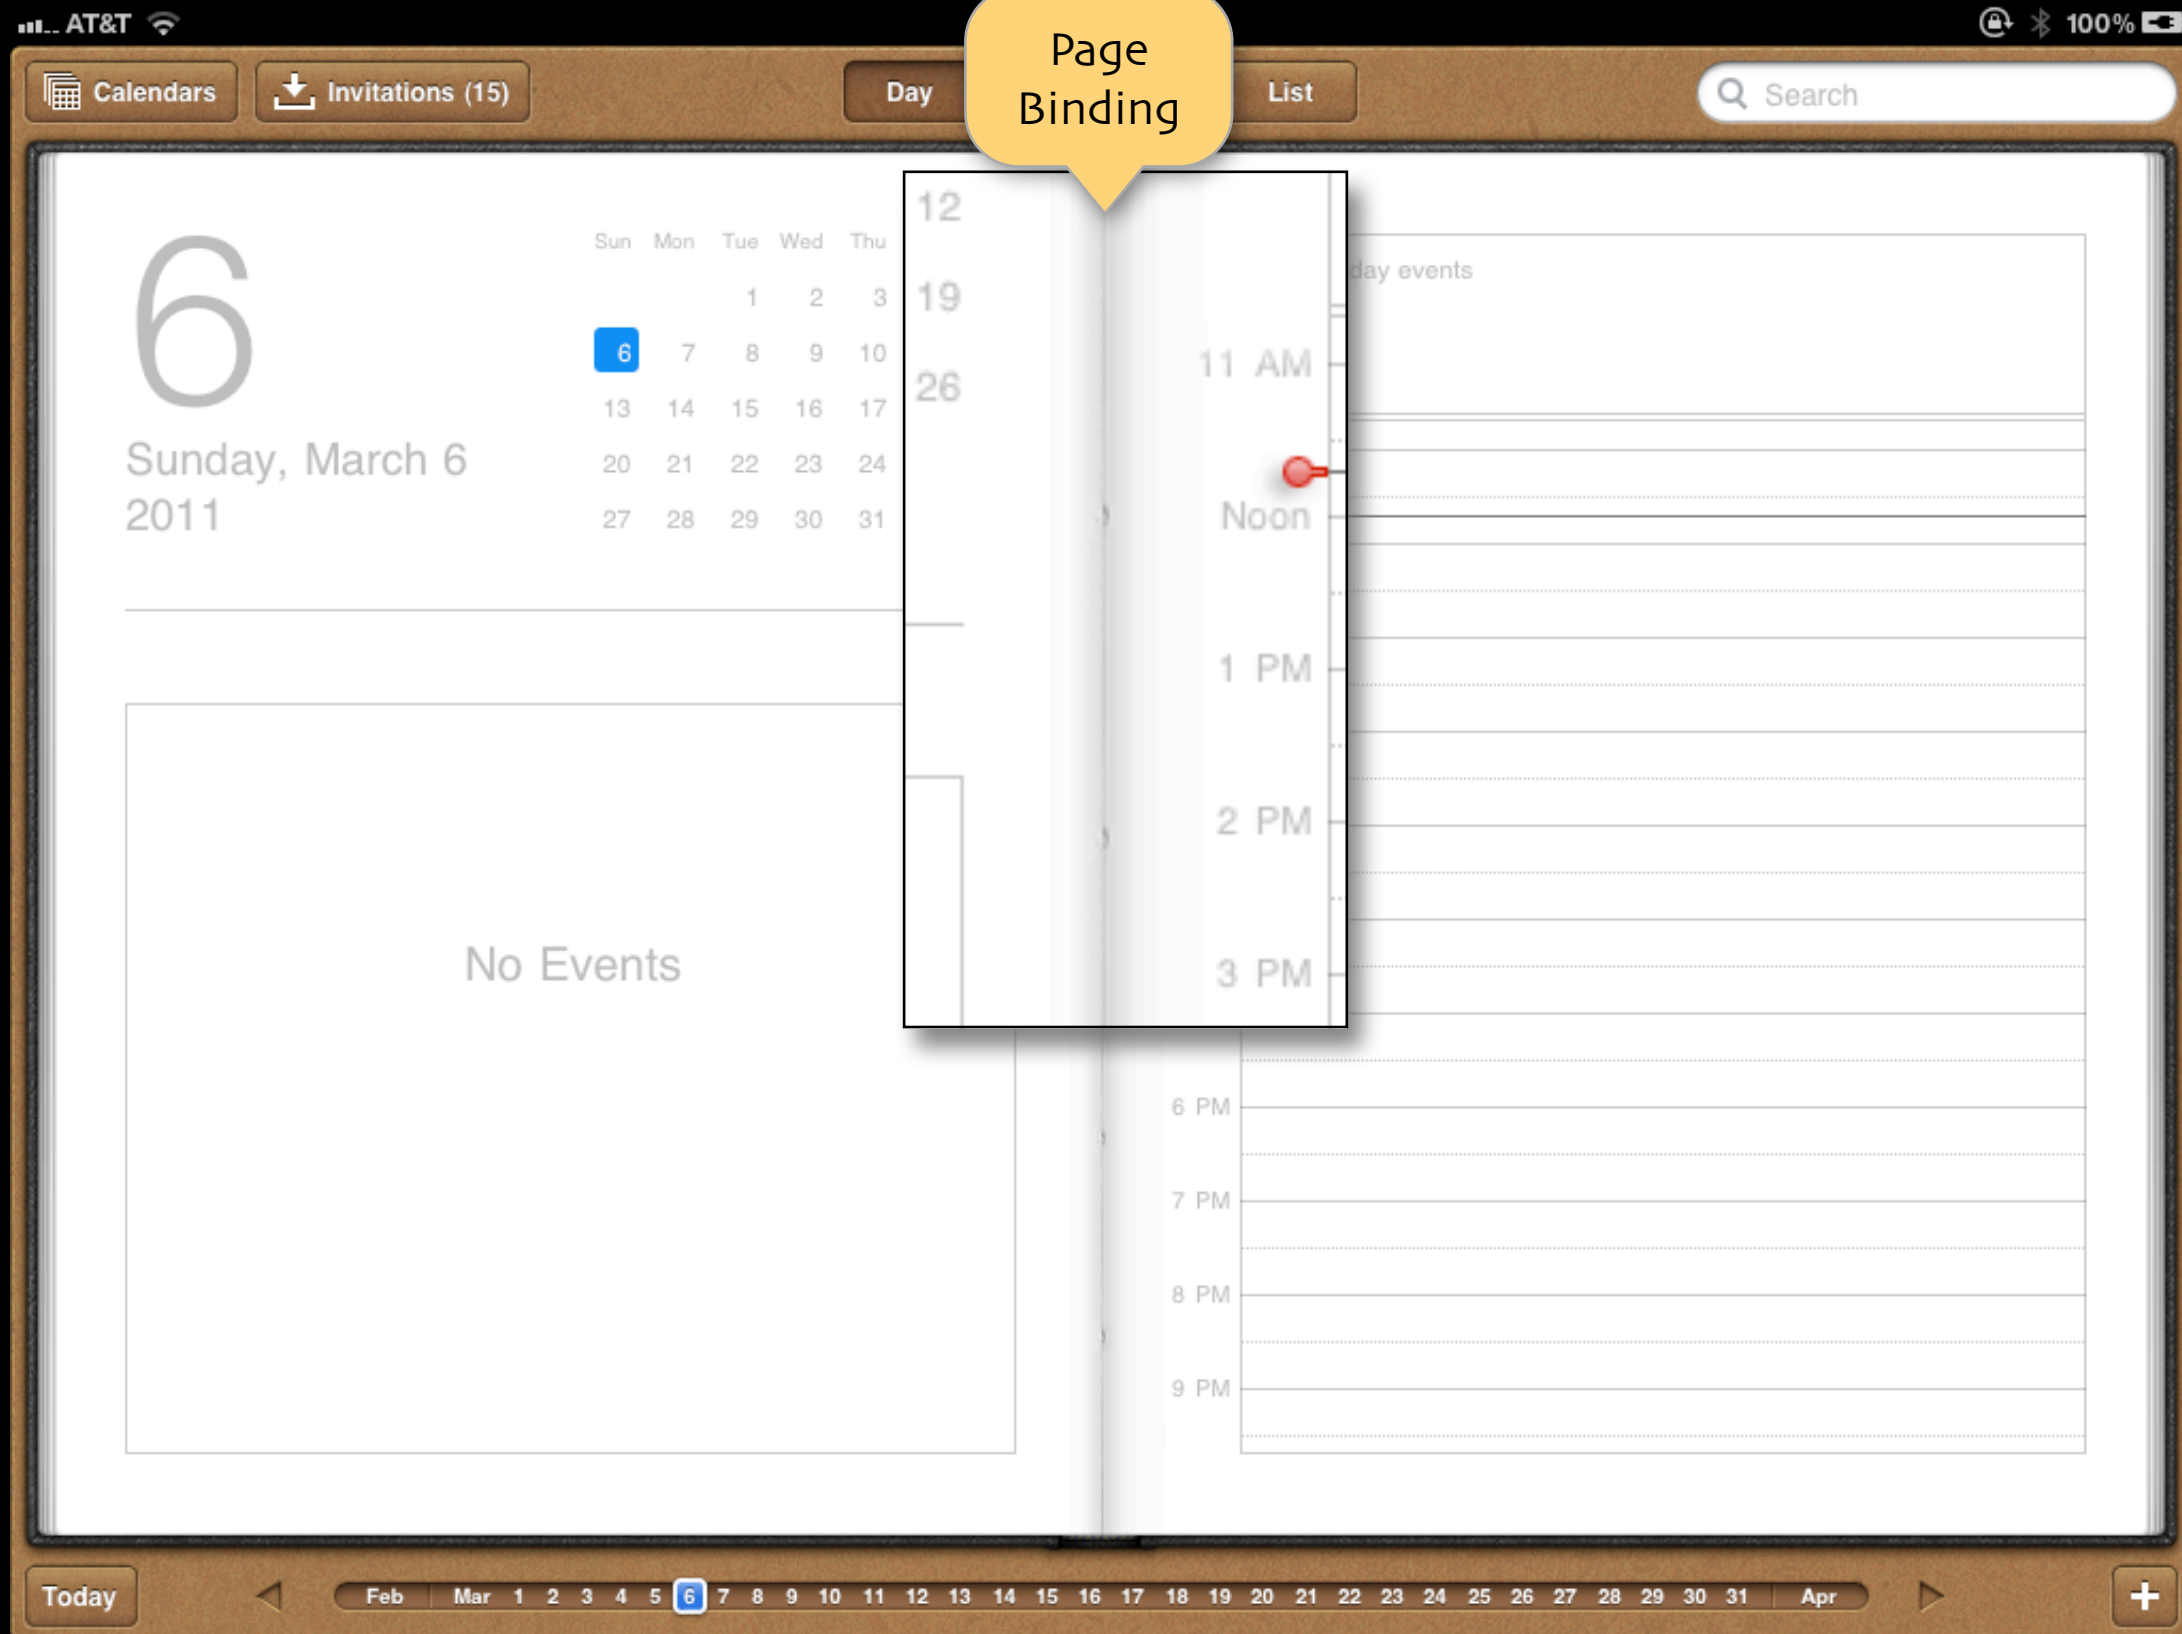 AT&T
100%
Calendars
Invitations (15)
Day
Page
Binding
List
Search
6
Sunday, March 6
2011
Sun Mon Tue Wed Thu
1 2 3
6 7 8 9 10
13 14 15 16 17
20 21 22 23 24
27 28 29 30 31
No Events
12
19
26
11 AM
Noon
1 PM
2 PM
3 PM
day events
6 PM
7 PM
8 PM
9 PM
Today
Feb Mar 1 2 3 4 5 6 7 8 9 10 11 12 13 14 15 16 17 18 19 20 21 22 23 24 25 26 27 28 29 30 31 Apr